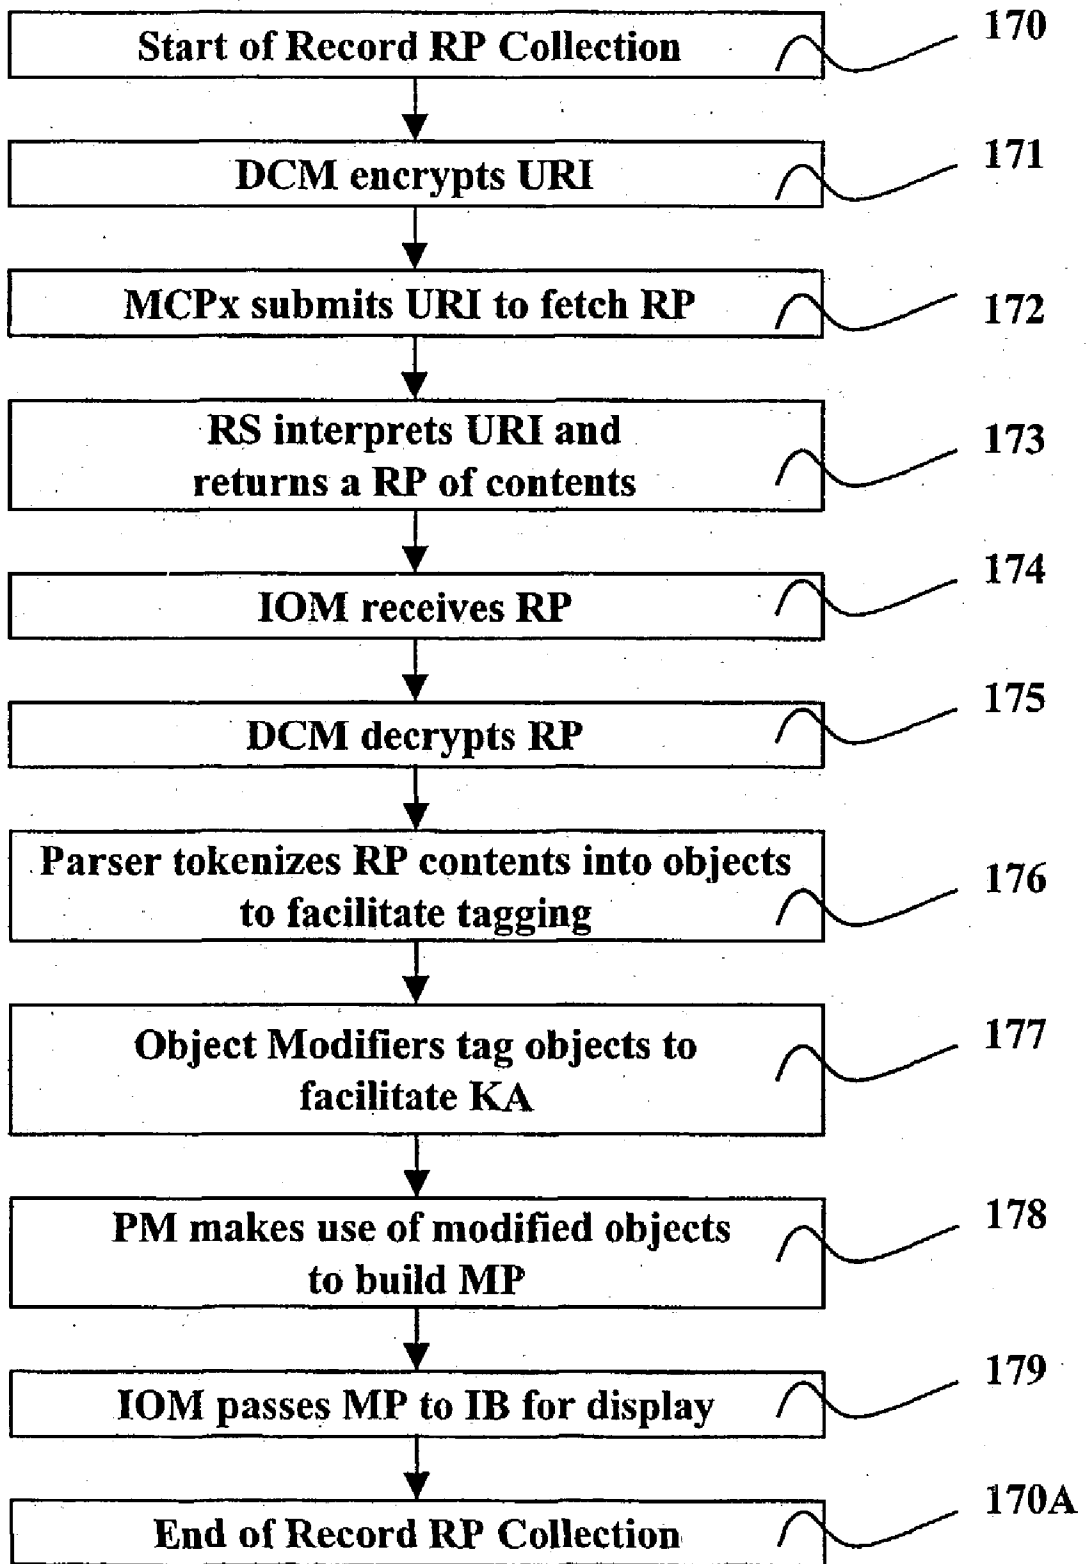 Start of Record RP Collection
170
DCM encrypts URI
171
MCPx submits URI to fetch RP
172
RS interprets URI and
returns a RP of contents
173
IOM receives RP
174
DCM decrypts RP
175
Parser tokenizes RP contents into objects
to facilitate tagging
176
Object Modifiers tag objects to
facilitate KA
177
PM makes use of modified objects
to build MP
178
IOM passes MP to IB for display
179
End of Record RP Collection
170A